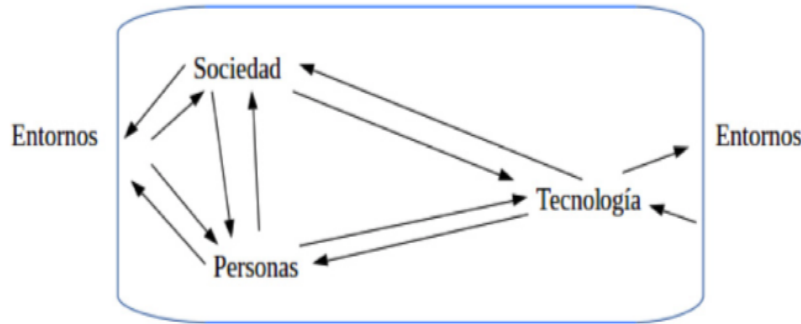 Sociedad
Entornos
Entornos
Tecnología
Personas